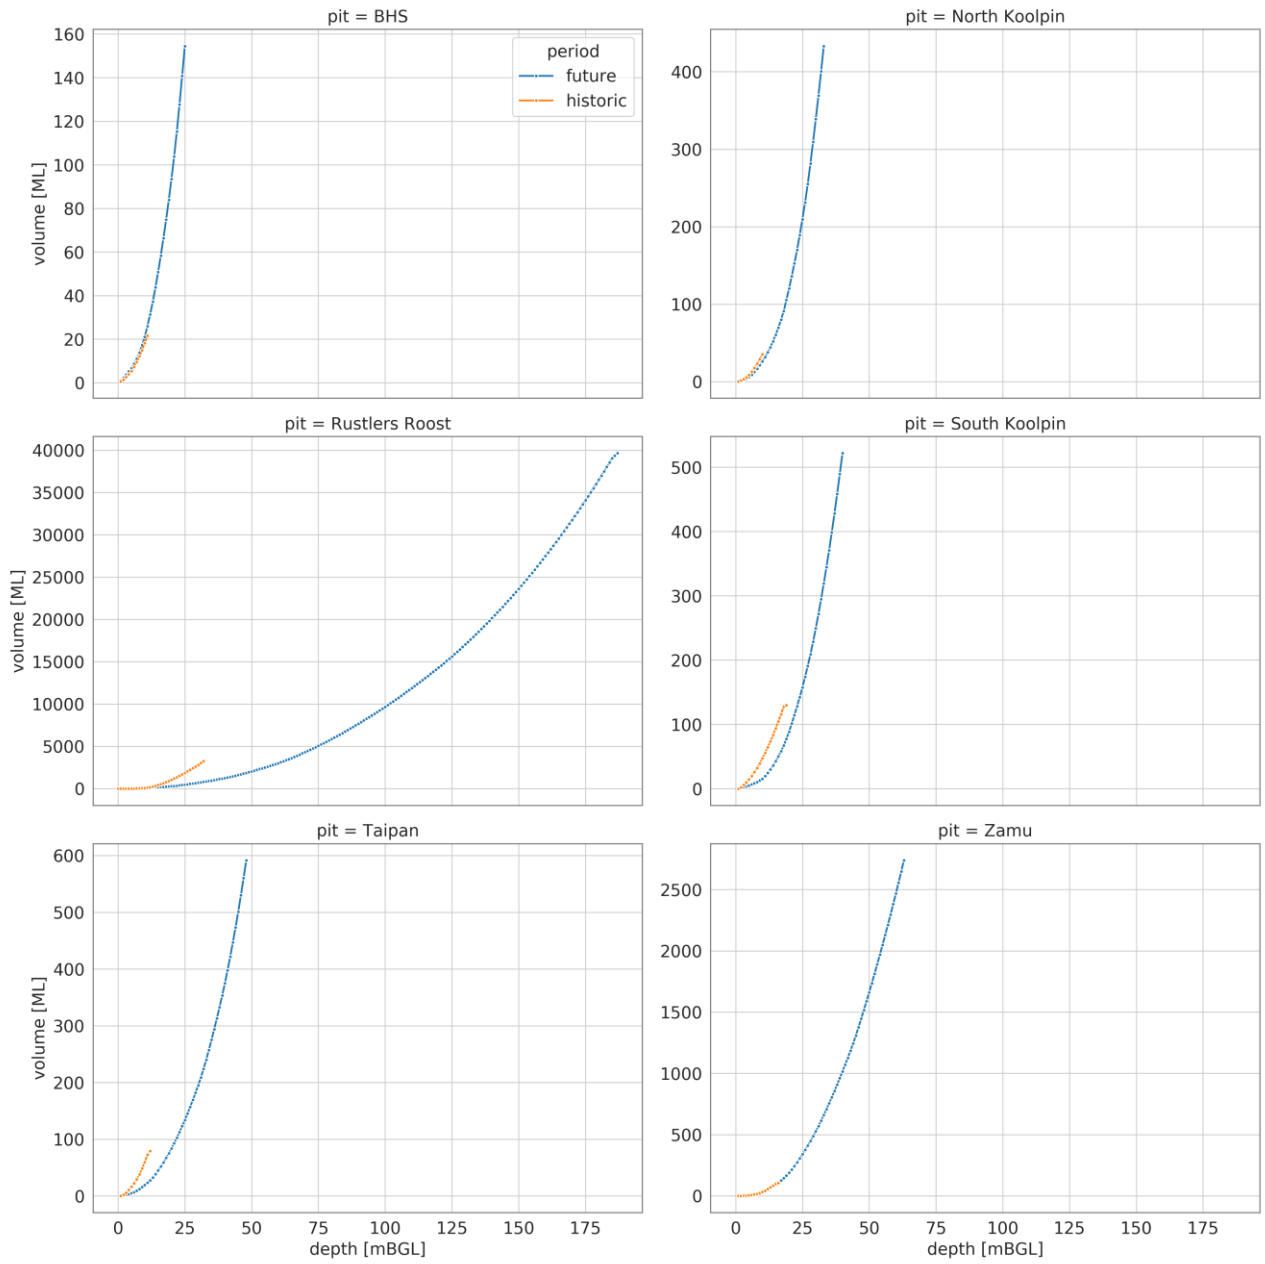 pit = BHS
160
140
120
100
80
60
40
20
0
volume [ML]
period
future
historic
pit = North Koolpin
400
300
200
100
0
pit = Rustlers Roost
40000
35000
30000
25000
20000
15000
10000
5000
0
volume [ML]
pit = South Koolpin
500
400
300
200
100
0
pit = Taipan
600
500
400
300
200
100
0
volume [ML]
0 25 50 75 100 125 150 175
depth [mBGL]
pit = Zamu
2500
2000
1500
1000
500
0
0 25 50 75 100 125 150 175
depth [mBGL]